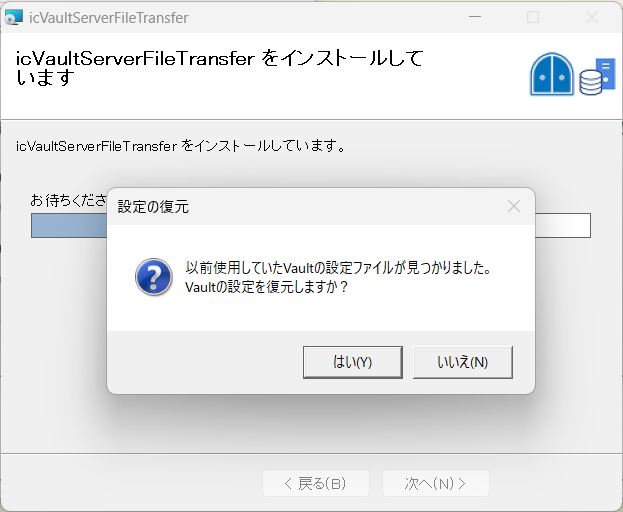 icVaultServerFileTransfer
icVaultServerFileTransfer をインストールして
います
icVaultServerFileTransfer をインストールしています。
お待ちくださ
設定の復元
以前使用していたVaultの設定ファイルが見つかりました。
Vaultの設定を復元しますか？
はい(Y)
いいえ(N)
< 戻る(B)
次へ(N) >